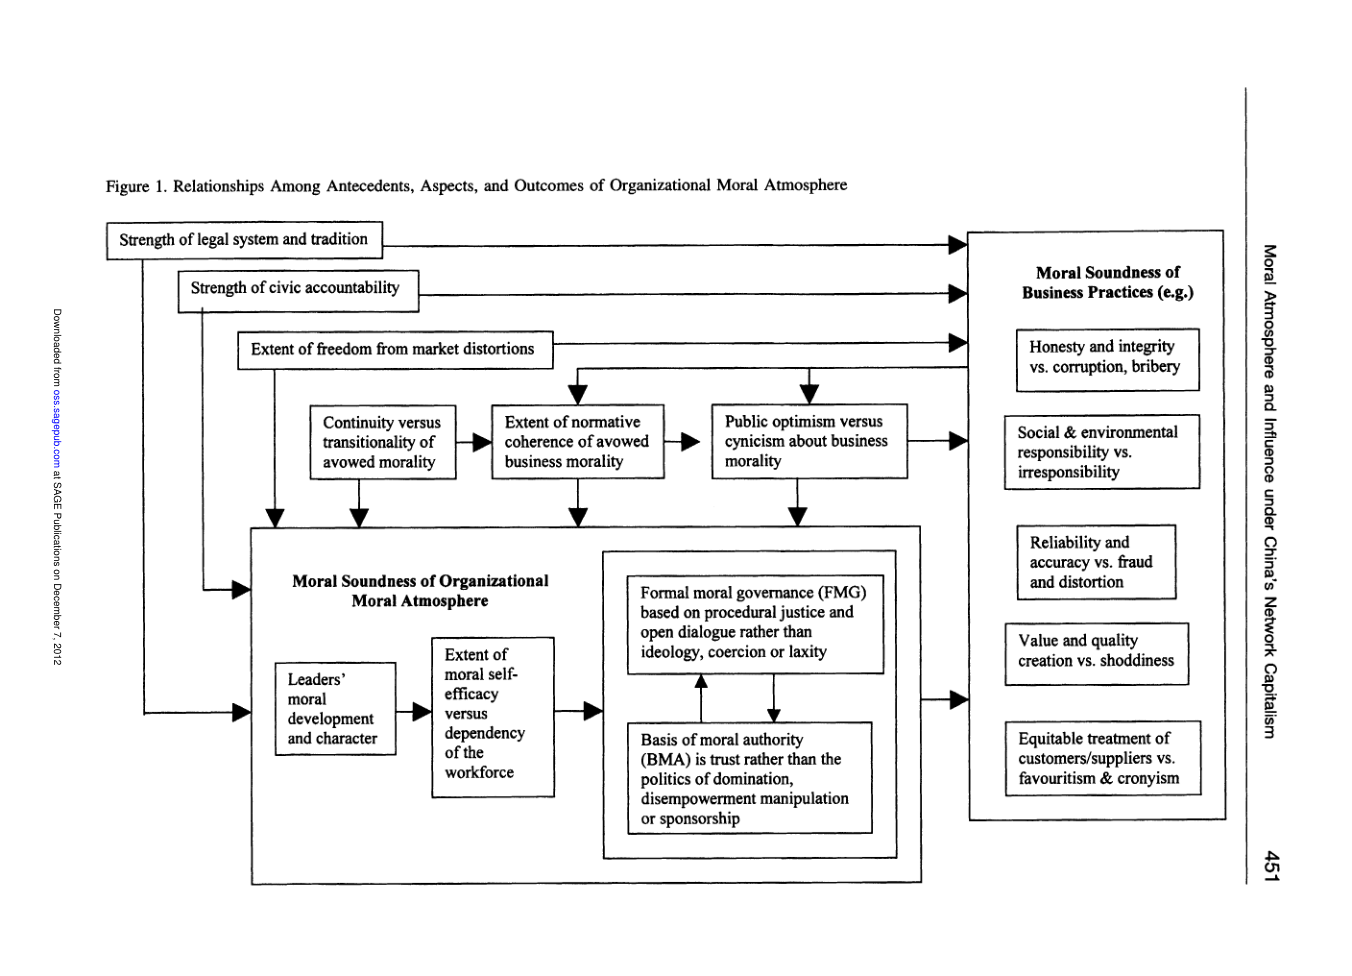 Figure 1. Relationships Among Antecedents, Aspects, and Outcomes of Organizational Moral Atmosphere
Strength of legal system and tradition
Strength of civic accountability
Extent of freedom from market distortions
Continuity versus
transitionality of
avowed morality
Extent of normative
coherence of avowed
business morality
Public optimism versus
cynicism about business
morality
Moral Soundness of Organizational
Moral Atmosphere
Leaders'
moral
development
and character
Extent of
moral self-
efficacy
versus
dependency
of the
workforce
Formal moral governance (FMG)
based on procedural justice and
open dialogue rather than
ideology, coercion or laxity
Basis of moral authority
(BMA) is trust rather than the
politics of domination,
disempowerment manipulation
or sponsorship
Moral Soundness of
Business Practices (e.g.)
Honesty and integrity
vs. corruption, bribery
Social & environmental
responsibility vs.
irresponsibility
Reliability and
accuracy vs. fraud
and distortion
Value and quality
creation vs. shoddiness
Equitable treatment of
customers/suppliers vs.
favouritism & cronyism
Moral Atmosphere and Influence under China's Network Capitalism
451
Downloaded from oss.sagepub.com at SAGE Publications on December 7, 2012